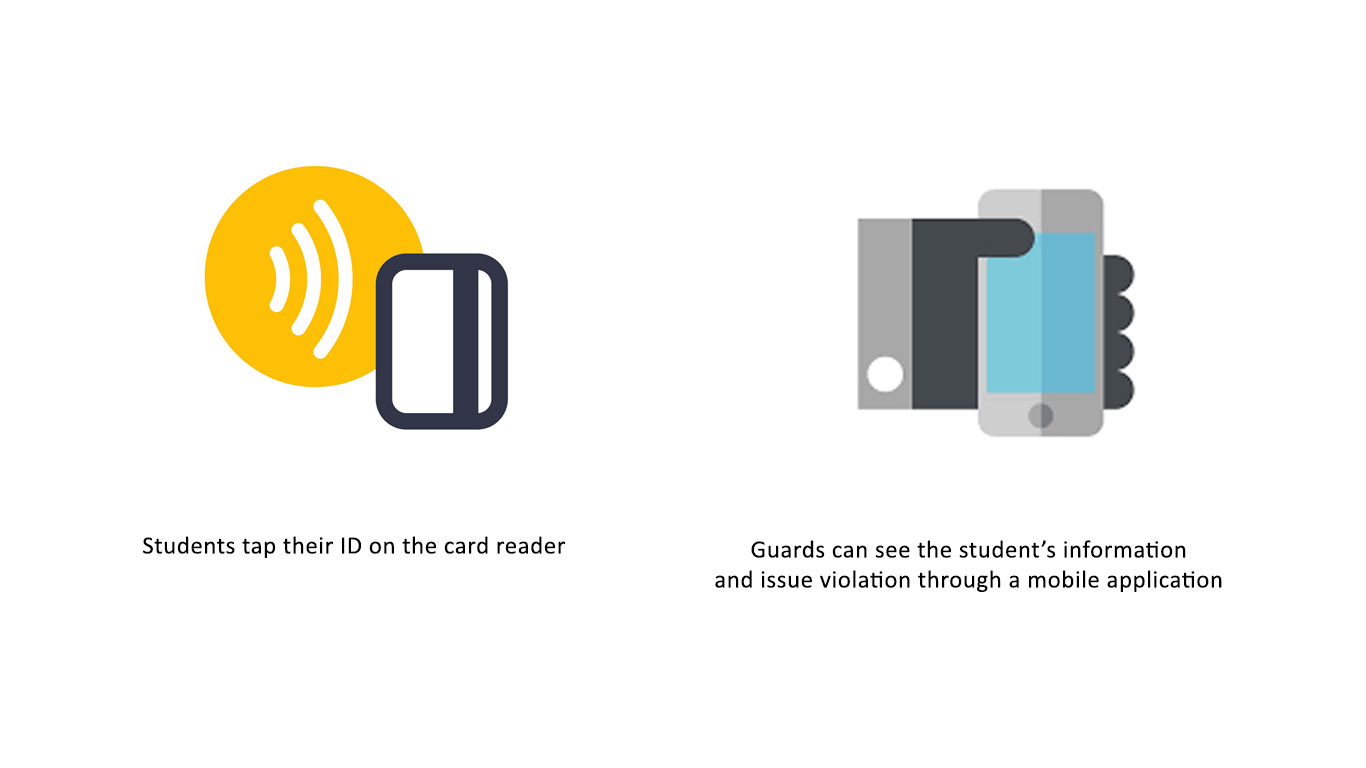 Students tap their ID on the card reader
Guards can see the student’s information
and issue violation through a mobile application